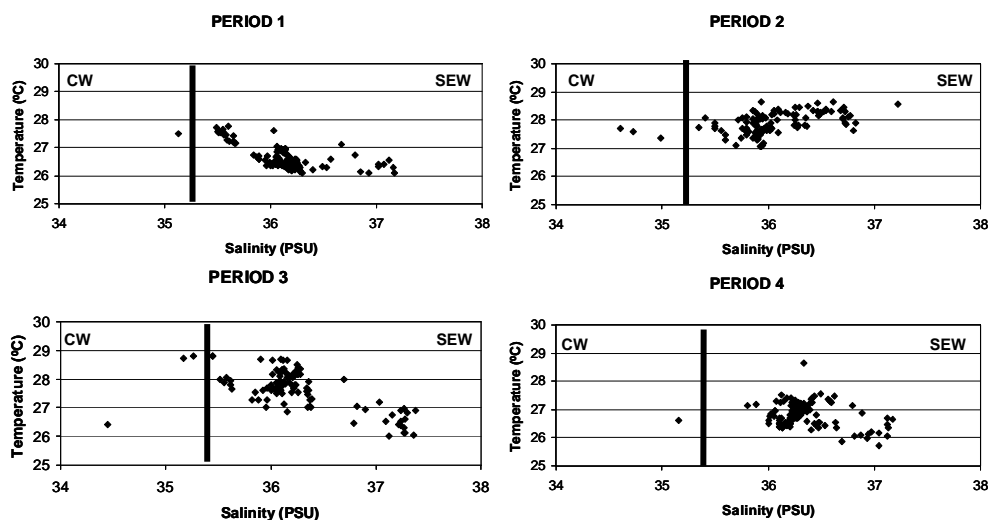 PERIOD 1
Temperature (ºC)
30
29
28
27
26
25
CW
SEW
34 35 36 37 38
Salinity (PSU)
PERIOD 2
Temperature (ºC)
30
29
28
27
26
25
CW
SEW
34 35 36 37 38
Salinity (PSU)
PERIOD 3
Temperature (ºC)
30
29
28
27
26
25
CW
SEW
34 35 36 37 38
Salinity (PSU)
PERIOD 4
Temperature (ºC)
30
29
28
27
26
25
CW
SEW
34 35 36 37 38
Salinity (PSU)